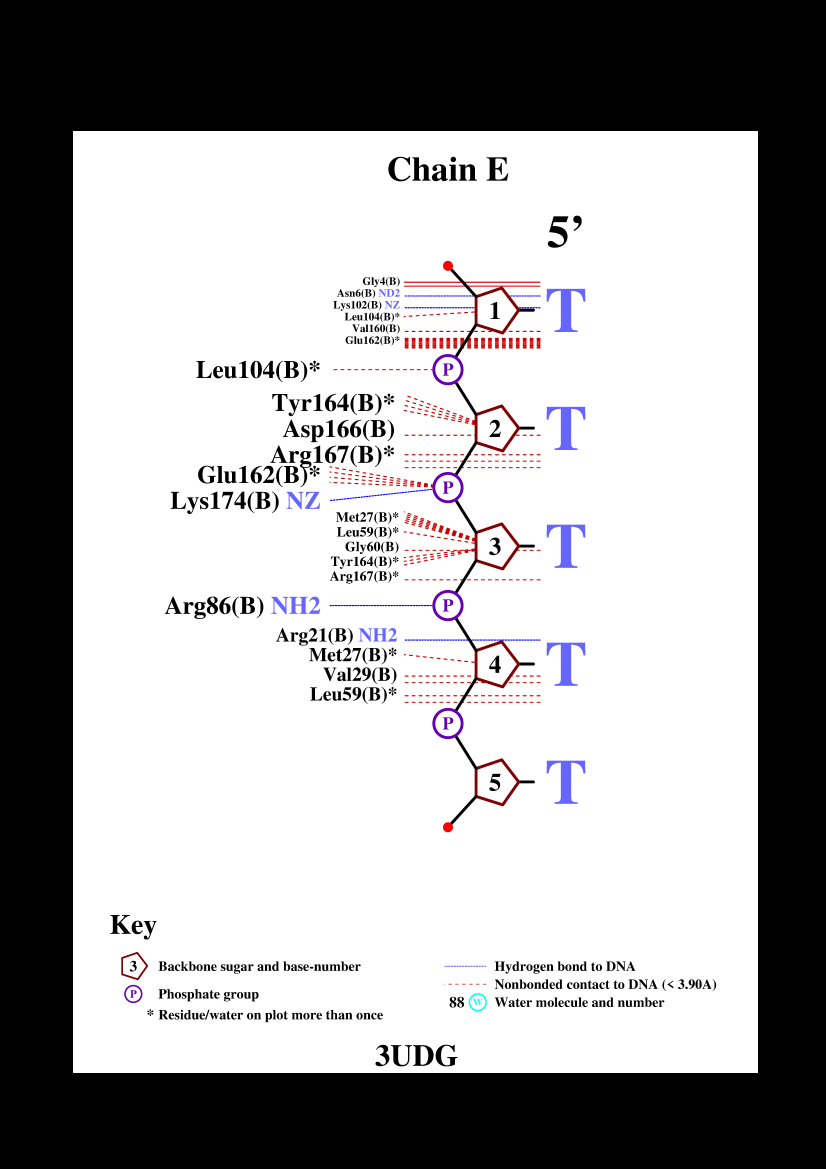 Chain E
5’
Gly4(B)
Asn6(B) ND2
Lys102(B) NZ
Leu104(B)*
Val160(B)
Glu162(B)*
1 T
Leu104(B)* P
Tyr164(B)*
Asp166(B) 2 T
Arg167(B)*
Glu162(B)*
P
Lys174(B) NZ
Met27(B)*
Leu59(B)*
Gly60(B) 3 T
Tyr164(B)*
Arg167(B)*
Arg86(B) NH2 P
Arg21(B) NH2
Met27(B)* 4 T
Val29(B)
Leu59(B)*
P
5 T
Key
3 Backbone sugar and base-number
P Phosphate group
* Residue/water on plot more than once
Hydrogen bond to DNA
Nonbonded contact to DNA (< 3.90A)
88 W Water molecule and number
3UDG